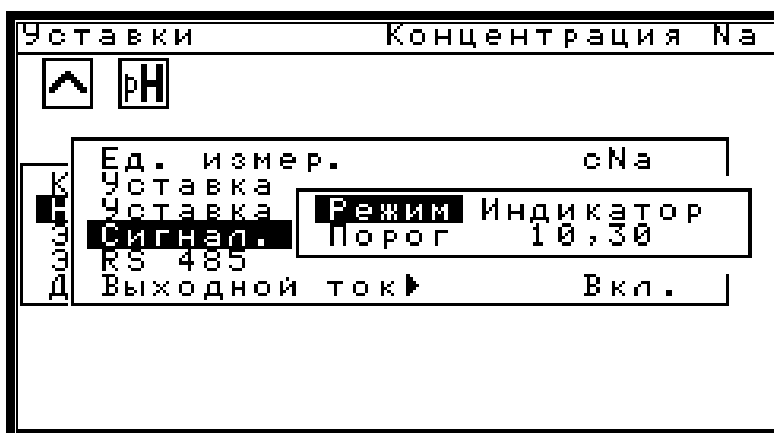 Уставки Концентрация Na
pH
Ед. измер. cNa
К Уставка
Н Уставка Режим Индикатор
Э Сигнал. Порог 10,30
Э RS 485
Д Выходной ток Вкл.